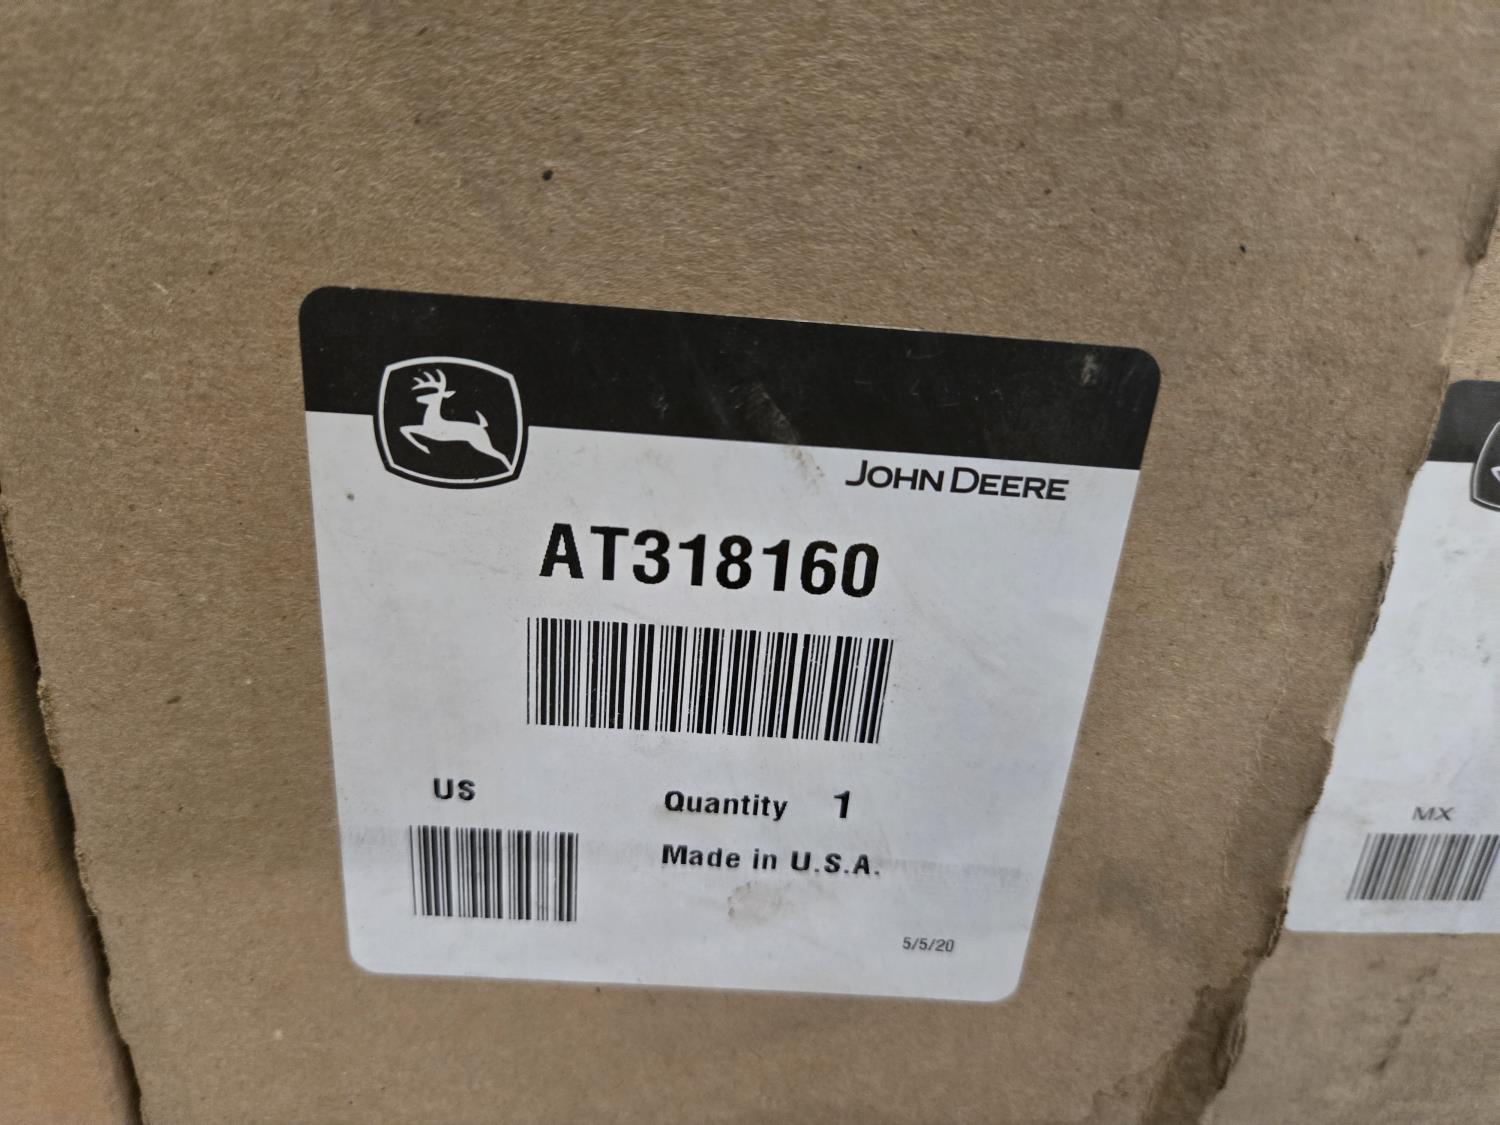 JOHN DEERE
AT318160
US
Quantity 1
Made in U.S.A.
5/5/20
MX